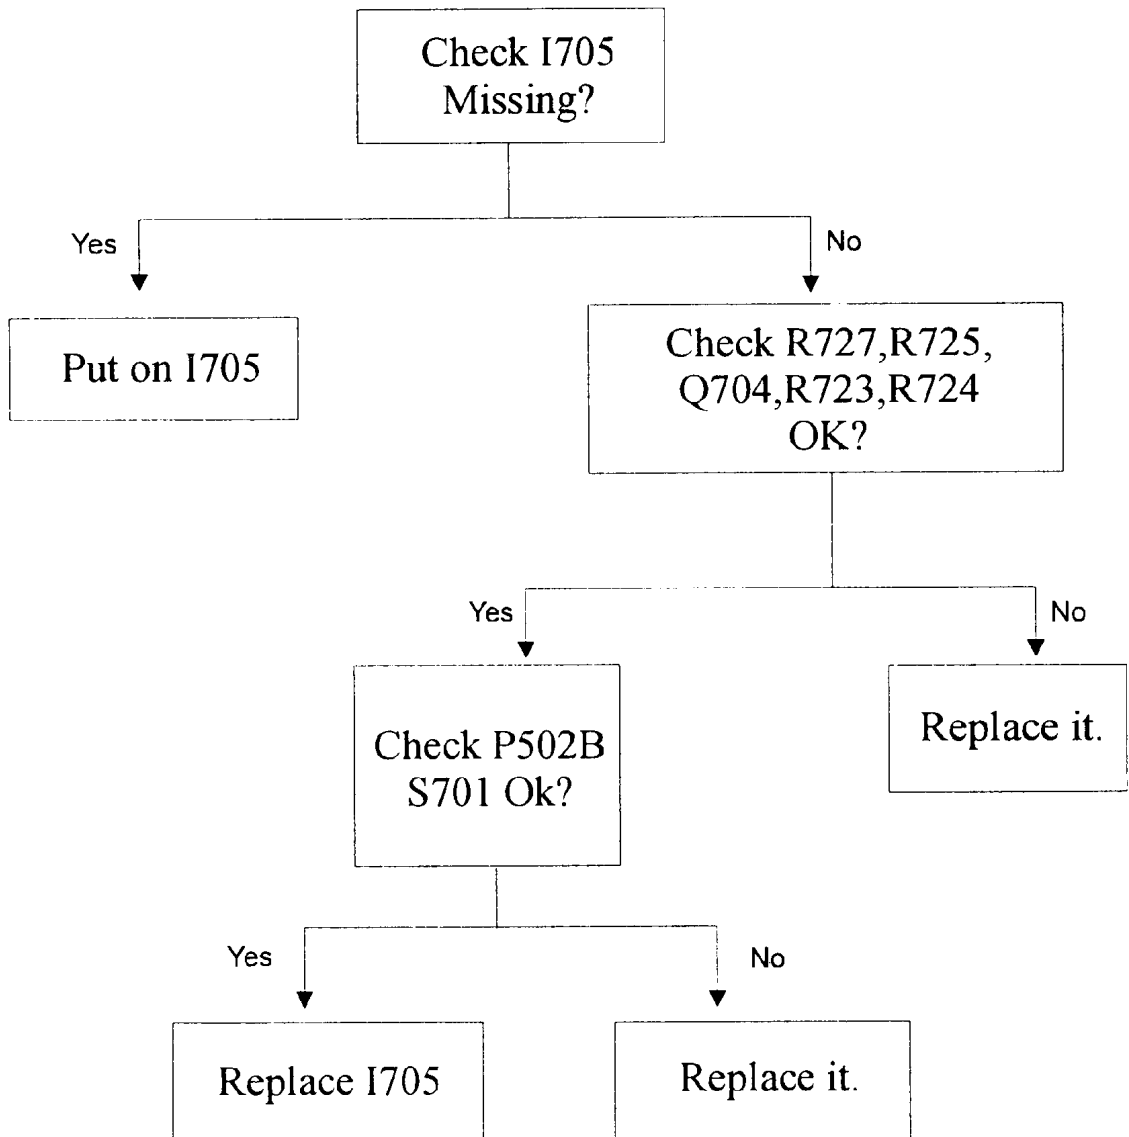 Check I705
Missing?
Yes
No
Put on I705
Check R727,R725,
Q704,R723,R724
OK?
Yes
No
Check P502B
S701 Ok?
Replace it.
Yes
No
Replace I705
Replace it.